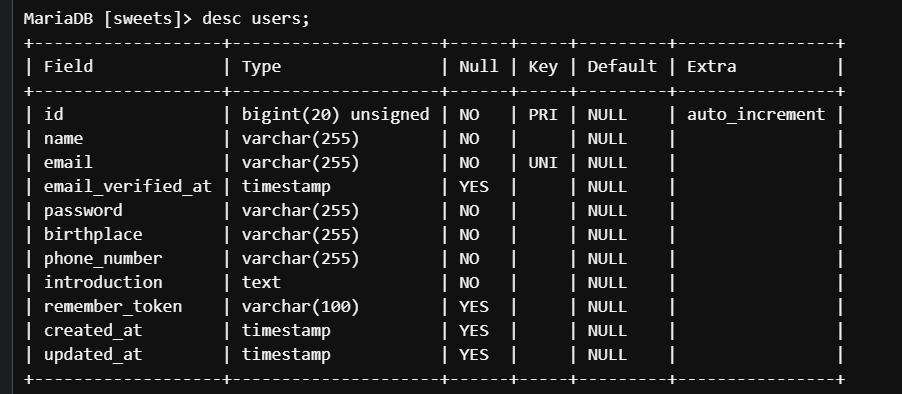 MariaDB [sweets]> desc users;
+-------------------+---------------------+------+-----+---------+----------------+
| Field             | Type                | Null | Key | Default | Extra          |
+-------------------+---------------------+------+-----+---------+----------------+
| id                | bigint(20) unsigned | NO   | PRI | NULL    | auto_increment |
| name              | varchar(255)        | NO   |     | NULL    |                |
| email             | varchar(255)        | NO   | UNI | NULL    |                |
| email_verified_at | timestamp           | YES  |     | NULL    |                |
| password          | varchar(255)        | NO   |     | NULL    |                |
| birthplace        | varchar(255)        | NO   |     | NULL    |                |
| phone_number      | varchar(255)        | NO   |     | NULL    |                |
| introduction      | text                | NO   |     | NULL    |                |
| remember_token    | varchar(100)        | YES  |     | NULL    |                |
| created_at        | timestamp           | YES  |     | NULL    |                |
| updated_at        | timestamp           | YES  |     | NULL    |                |
+-------------------+---------------------+------+-----+---------+----------------+